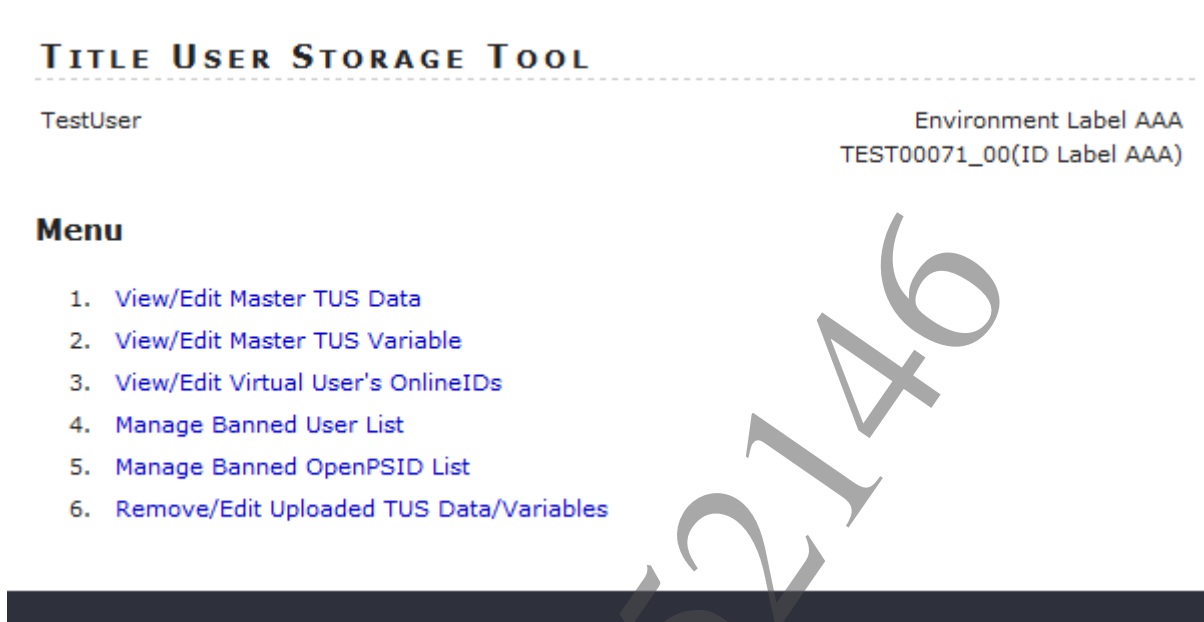 TITLE USER STORAGE TOOL
TestUser
Environment Label AAA
TEST00071_00(ID Label AAA)
Menu
1. View/Edit Master TUS Data
2. View/Edit Master TUS Variable
3. View/Edit Virtual User's OnlineIDs
4. Manage Banned User List
5. Manage Banned OpenPSID List
6. Remove/Edit Uploaded TUS Data/Variables
52146